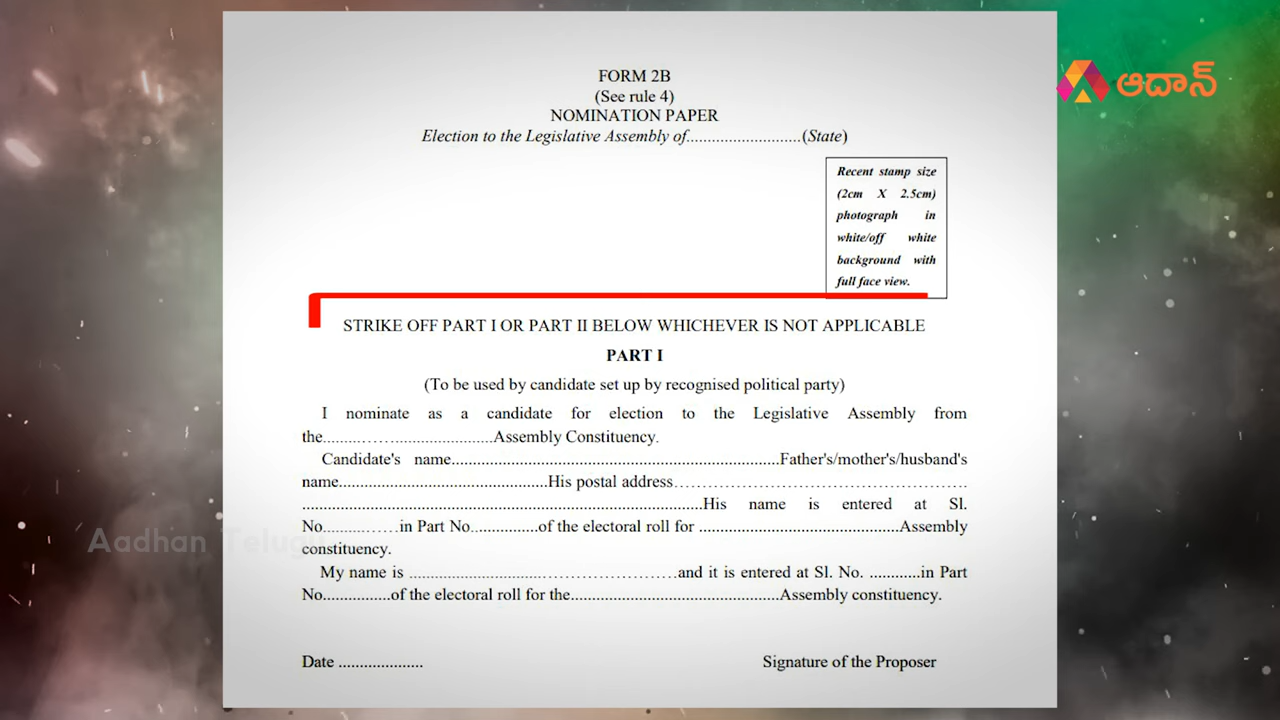 FORM 2B
(See rule 4)
NOMINATION PAPER
Election to the Legislative Assembly of...........................(State)
ఆదాన్
Recent stamp size
(2cm X 2.5cm)
photograph in
white/off white
background with
full face view.
STRIKE OFF PART I OR PART II BELOW WHICHEVER IS NOT APPLICABLE
PART I
(To be used by candidate set up by recognised political party)
I nominate as a candidate for election to the Legislative Assembly from
the.........……......................Assembly Constituency.
Candidate's name..............................................................................Father's/mother's/husband's
name..................................................His postal address……………………………………………
................................................................................................His name is entered at Sl.
No..................in Part No................of the electoral roll for ................................................Assembly
constituency.
My name is ...............................………………………and it is entered at Sl. No. ............in Part
No................of the electoral roll for the..................................................Assembly constituency.
Date ....................
Signature of the Proposer
Aadhan Telugu